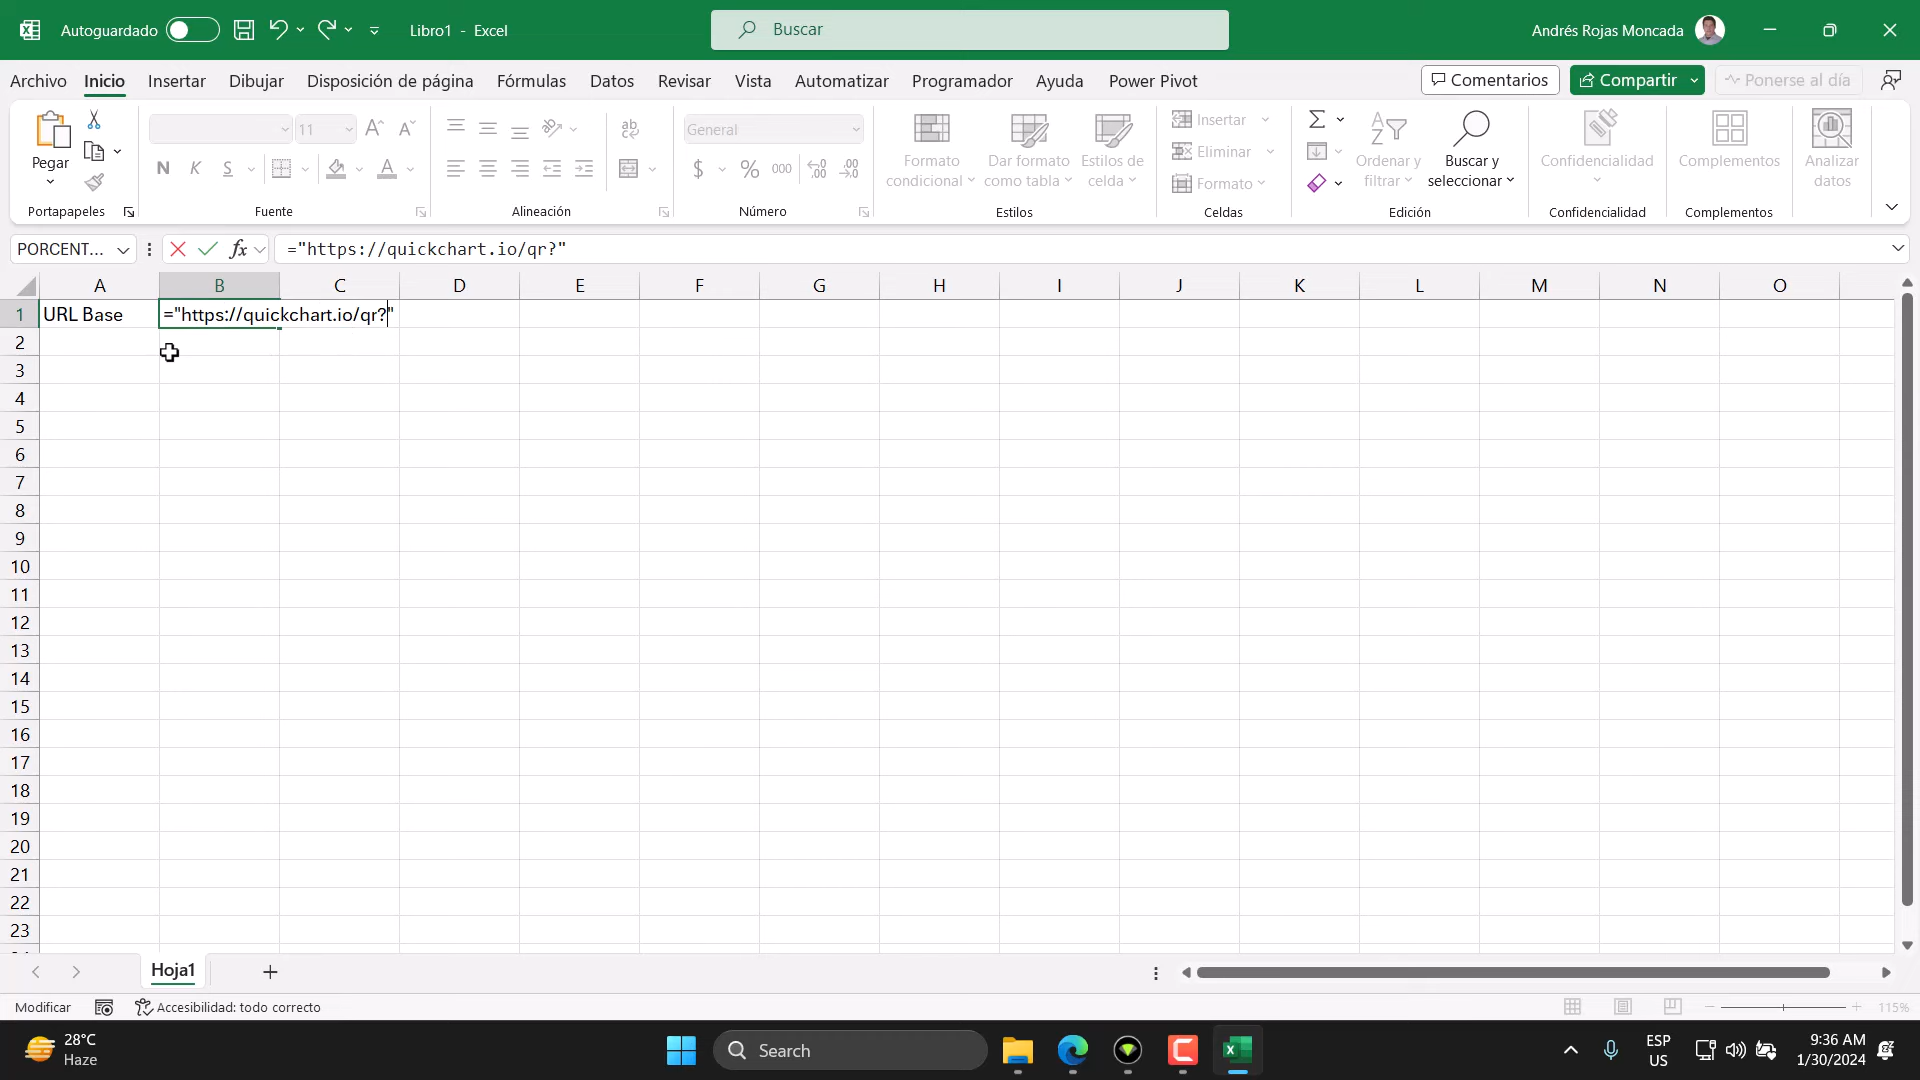 Autoguardado
Libro1 - Excel
Buscar
Andrés Rojas Moncada
Archivo Inicio Insertar Dibujar Disposición de página Fórmulas Datos Revisar Vista Automatizar Programador Ayuda Power Pivot
Comentarios Compartir Ponerse al día
Pegar
Portapapeles
11
N K S
Fuente
ab
Alineación
General
$ % 000
Número
Formato condicional
Dar formato como tabla
Estilos de celda
Estilos
Insertar
Eliminar
Formato
Celdas
Ordenar y filtrar
Buscar y seleccionar
Edición
Confidencialidad
Confidencialidad
Complementos
Complementos
Analizar datos
PORCENT... fx ="https://quickchart.io/qr?"
A B C D E F G H I J K L M N O
1 URL Base ="https://quickchart.io/qr?"
2
3
4
5
6
7
8
9
10
11
12
13
14
15
16
17
18
19
20
21
22
23
Hoja1
Modificar Accesibilidad: todo correcto 115%
28°C
Haze
Search
ESP
US
9:36 AM
1/30/2024